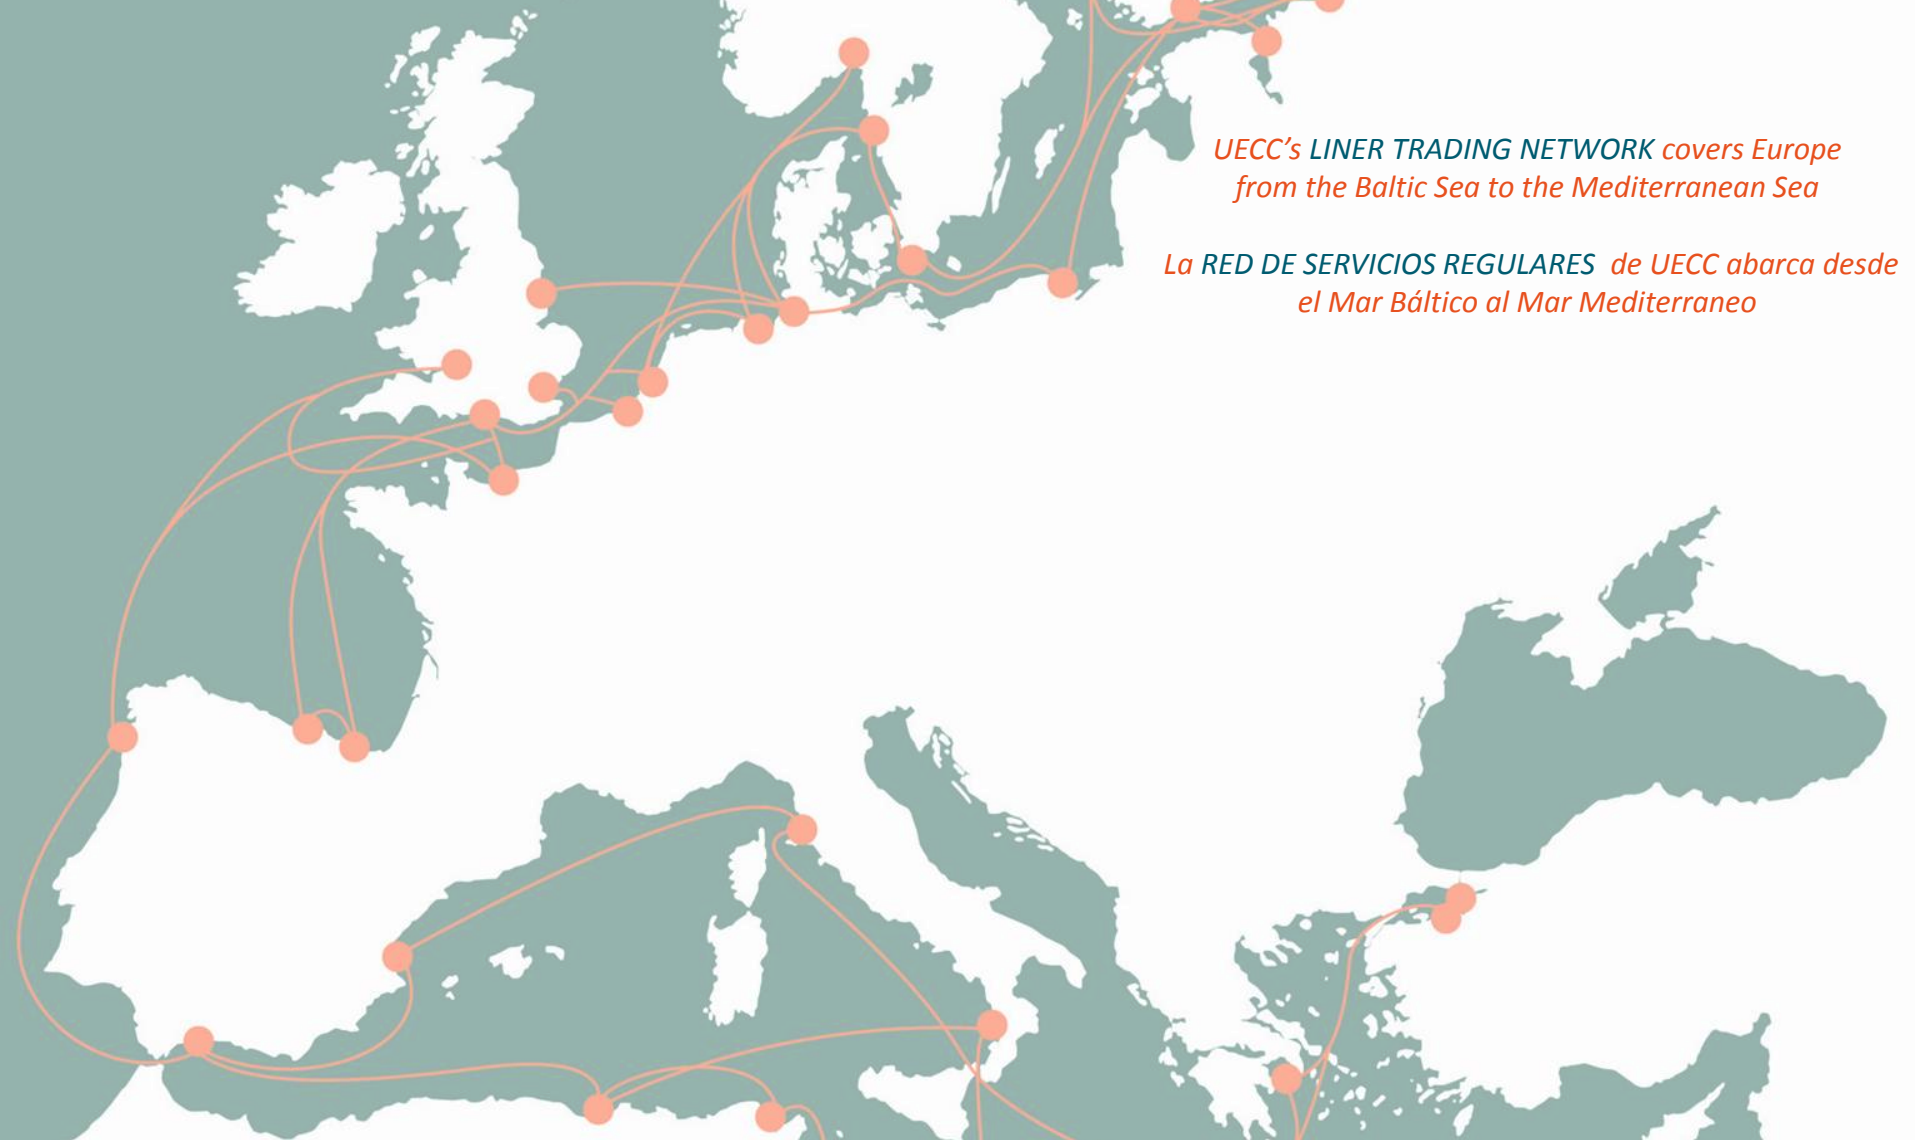 UECC’s LINER TRADING NETWORK covers Europe
from the Baltic Sea to the Mediterranean Sea
La RED DE SERVICIOS REGULARES de UECC abarca desde
el Mar Báltico al Mar Mediterraneo